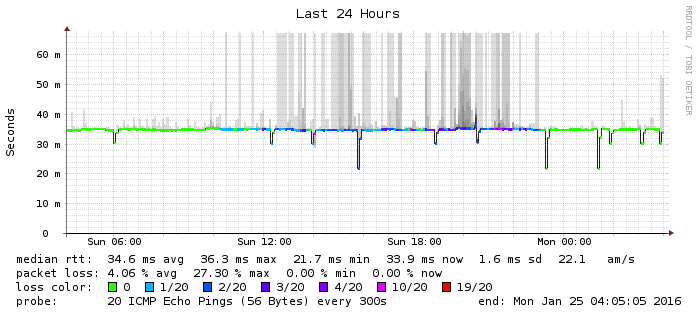 Last 24 Hours
RRDTOOL / TOBI OETIKER
Seconds
60 m
50 m
40 m
30 m
20 m
10 m
0
Sun 06:00 Sun 12:00 Sun 18:00 Mon 00:00
median rtt: 34.6 ms avg 36.3 ms max 21.7 ms min 33.9 ms now 1.6 ms sd 22.1 am/s
packet loss: 4.06 % avg 27.30 % max 0.00 % min 0.00 % now
loss color: 0 1/20 2/20 3/20 4/20 10/20 19/20
probe: 20 ICMP Echo Pings (56 Bytes) every 300s end: Mon Jan 25 04:05:05 2016